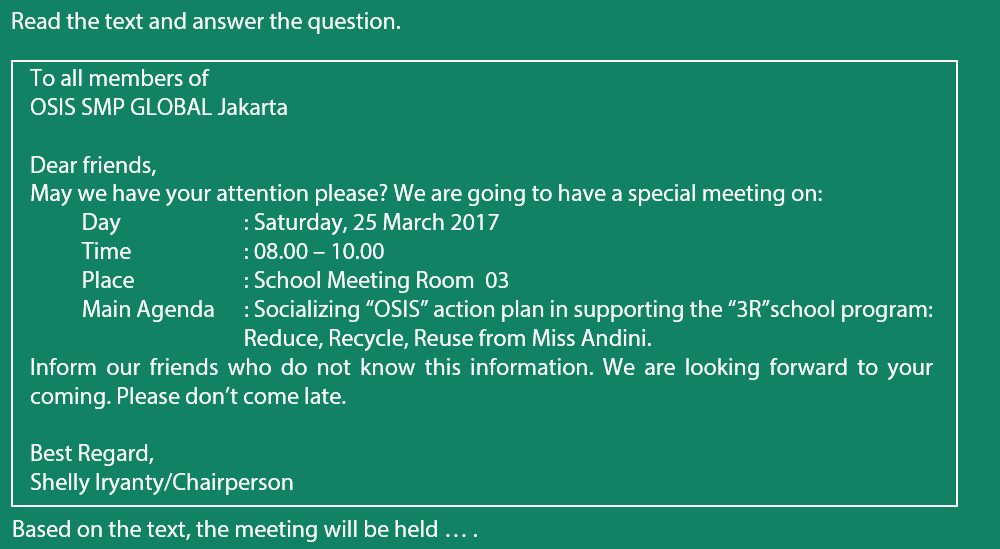 Read the text and answer the question.
To all members of
OSIS SMP GLOBAL Jakarta
Dear friends,
May we have your attention please? We are going to have a special meeting on:
Day : Saturday, 25 March 2017
Time : 08.00 – 10.00
Place : School Meeting Room 03
Main Agenda : Socializing “OSIS” action plan in supporting the “3R”school program:
Reduce, Recycle, Reuse from Miss Andini.
Inform our friends who do not know this information. We are looking forward to your
coming. Please don’t come late.
Best Regard,
Shelly Iryanty/Chairperson
Based on the text, the meeting will be held … .